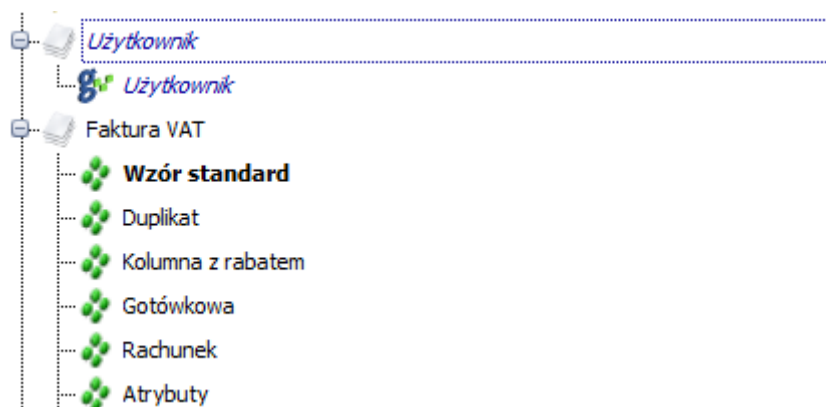 Użytkownik
Użytkownik
Faktura VAT
Wzór standard
Duplikat
Kolumna z rabatem
Gotówkowa
Rachunek
Atrybuty